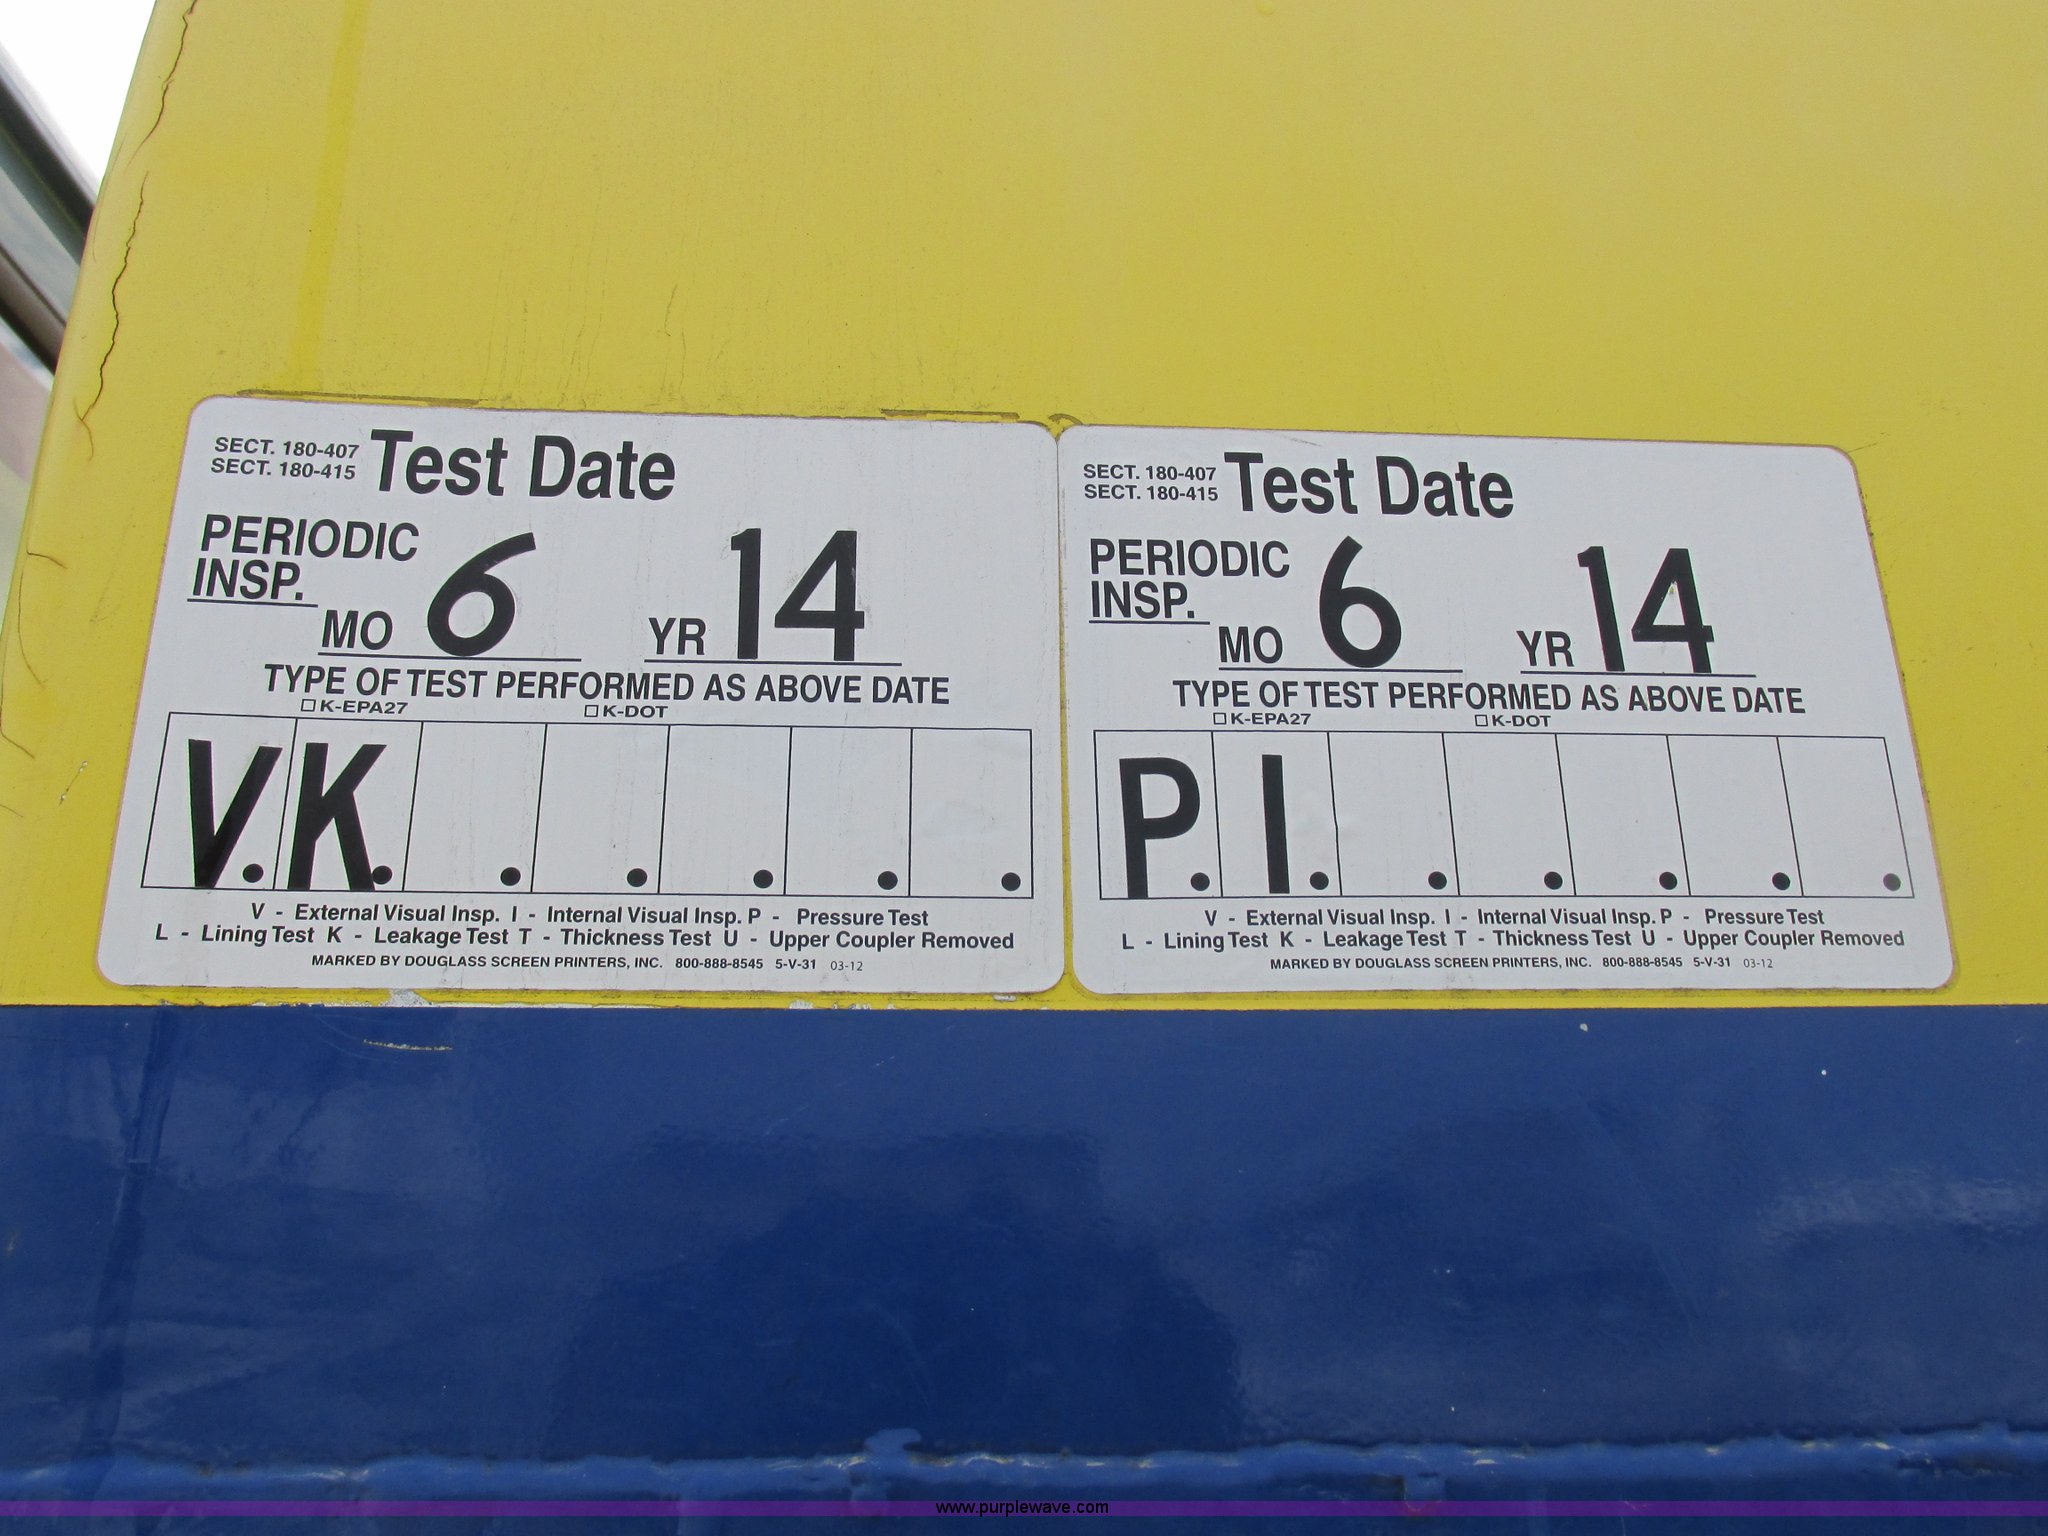 SECT. 180-407
SECT. 180-415
Test Date
PERIODIC
INSP.
MO 6 YR 14
TYPE OF TEST PERFORMED AS ABOVE DATE
K-EPA27 K-DOT
V. K. . . . . .
V - External Visual Insp. I - Internal Visual Insp. P - Pressure Test
L - Lining Test K - Leakage Test T - Thickness Test U - Upper Coupler Removed
MARKED BY DOUGLASS SCREEN PRINTERS, INC. 800-888-8545 5-V-31 03-12
SECT. 180-407
SECT. 180-415
Test Date
PERIODIC
INSP.
MO 6 YR 14
TYPE OF TEST PERFORMED AS ABOVE DATE
K-EPA27 K-DOT
P. I. . . . . .
V - External Visual Insp. I - Internal Visual Insp. P - Pressure Test
L - Lining Test K - Leakage Test T - Thickness Test U - Upper Coupler Removed
MARKED BY DOUGLASS SCREEN PRINTERS, INC. 800-888-8545 5-V-31 03-12
www.purplewave.com